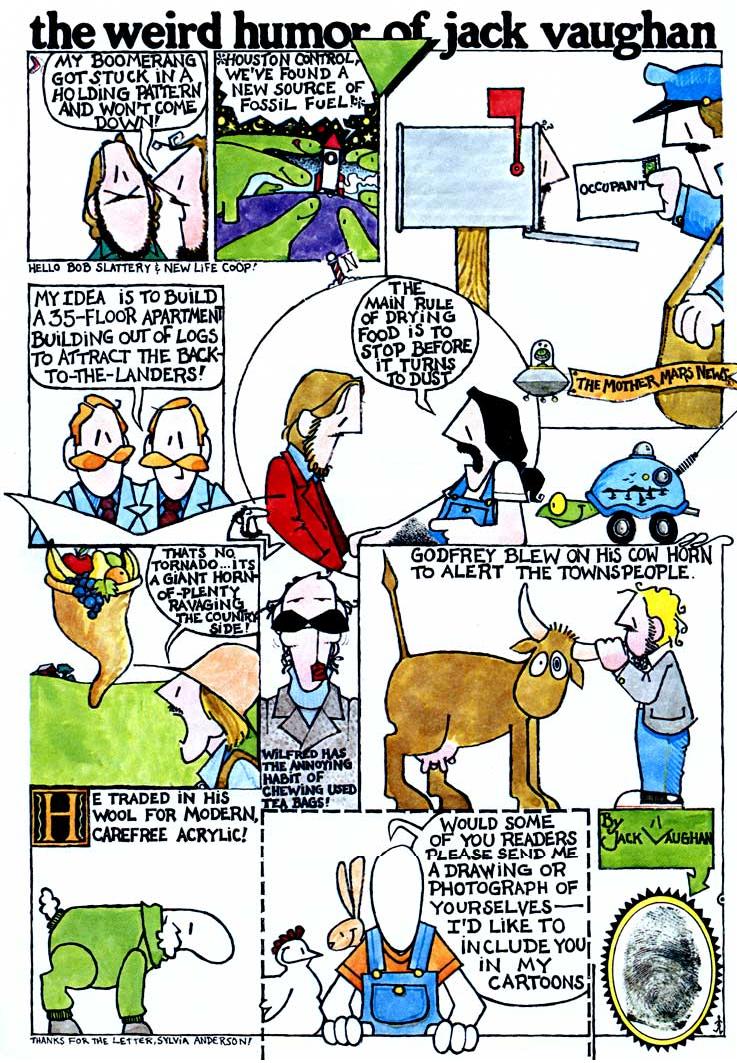 the weird humor of jack vaughan
MY BOOMERANG
GOT STUCK IN A
HOLDING PATTERN
AND WON'T COME
DOWN!
HOUSTON CONTROL,
WE'VE FOUND A
NEW SOURCE OF
FOSSIL FUEL!
OCCUPANT
HELLO BOB SLATTERY & NEW LIFE COOP!
N
MY IDEA IS TO BUILD
A 35-FLOOR APARTMENT
BUILDING OUT OF LOGS
TO ATTRACT THE BACK-
TO-THE-LANDERS!
THE
MAIN RULE
OF DRYING
FOOD IS TO
STOP BEFORE
IT TURNS
TO DUST
THE MOTHER MARS NEWS
THATS NO
TORNADO...ITS
A GIANT HORN-
OF-PLENTY
RAVAGING
THE COUNTRY
SIDE!
WILFRED HAS
THE ANNOYING
HABIT OF
CHEWING USED
TEA BAGS!
GODFREY BLEW ON HIS COW HORN
TO ALERT THE TOWNSPEOPLE.
HE TRADED IN HIS
WOOL FOR MODERN,
CAREFREE ACRYLIC!
THANKS FOR THE LETTER, SYLVIA ANDERSON!
WOULD SOME
OF YOU READERS
PLEASE SEND ME
A DRAWING OR
PHOTOGRAPH OF
YOURSELVES—
I'D LIKE TO
INCLUDE YOU
IN MY
CARTOONS
By
JACK VAUGHAN